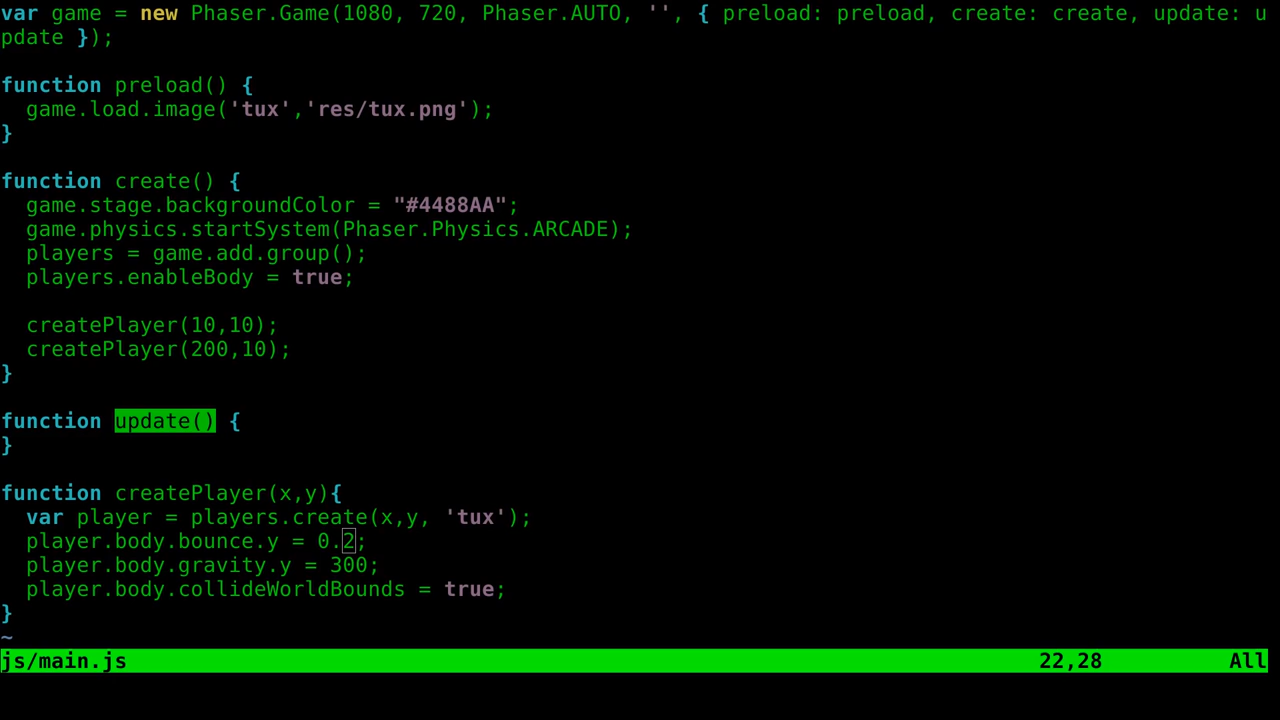 var game = new Phaser.Game(1080, 720, Phaser.AUTO, '', { preload: preload, create: create, update: u
pdate });
function preload() {
  game.load.image('tux','res/tux.png');
}
function create() {
  game.stage.backgroundColor = "#4488AA";
  game.physics.startSystem(Phaser.Physics.ARCADE);
  players = game.add.group();
  players.enableBody = true;
  createPlayer(10,10);
  createPlayer(200,10);
}
function update() {
}
function createPlayer(x,y){
  var player = players.create(x,y, 'tux');
  player.body.bounce.y = 0.2;
  player.body.gravity.y = 300;
  player.body.collideWorldBounds = true;
}
~
js/main.js 22,28 All